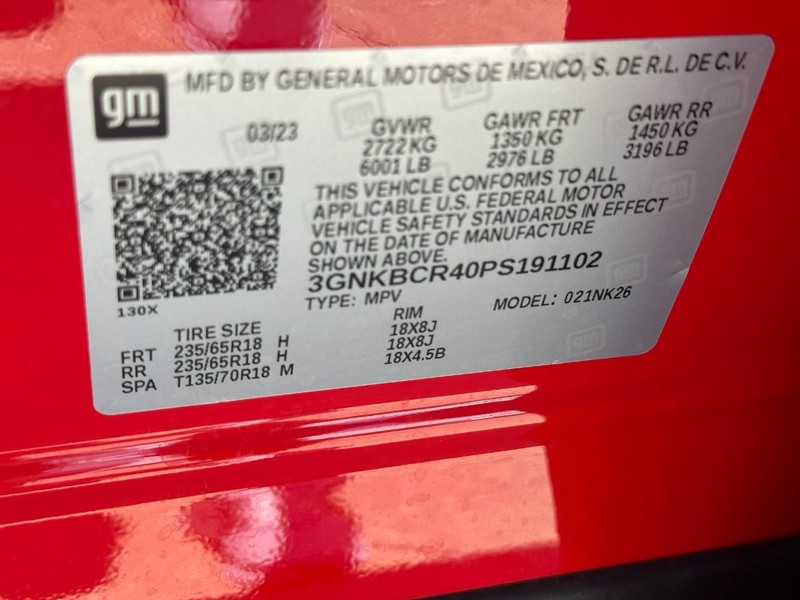 gm MFD BY GENERAL MOTORS DE MEXICO, S. DE R.L. DE C.V.
03/23 GVWR GAWR FRT GAWR RR
2722 KG 1350 KG 1450 KG
6001 LB 2976 LB 3196 LB
THIS VEHICLE CONFORMS TO ALL
APPLICABLE U.S. FEDERAL MOTOR
VEHICLE SAFETY STANDARDS IN EFFECT
ON THE DATE OF MANUFACTURE
SHOWN ABOVE.
3GNKBCR40PS191102
130X TYPE: MPV MODEL: 021NK26
TIRE SIZE RIM
FRT 235/65R18 H 18X8J
RR 235/65R18 H 18X8J
SPA T135/70R18 M 18X4.5B